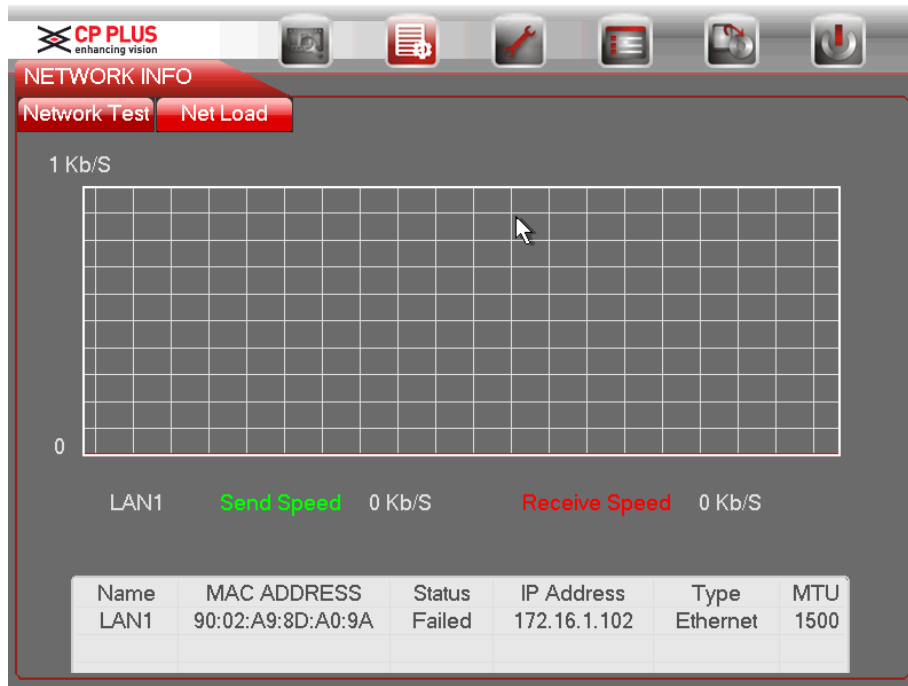 CP PLUS
enhancing vision
NETWORK INFO
Network Test Net Load
1 Kb/S
0
LAN1 Send Speed 0 Kb/S Receive Speed 0 Kb/S
Name MAC ADDRESS Status IP Address Type MTU
LAN1 90:02:A9:8D:A0:9A Failed 172.16.1.102 Ethernet 1500